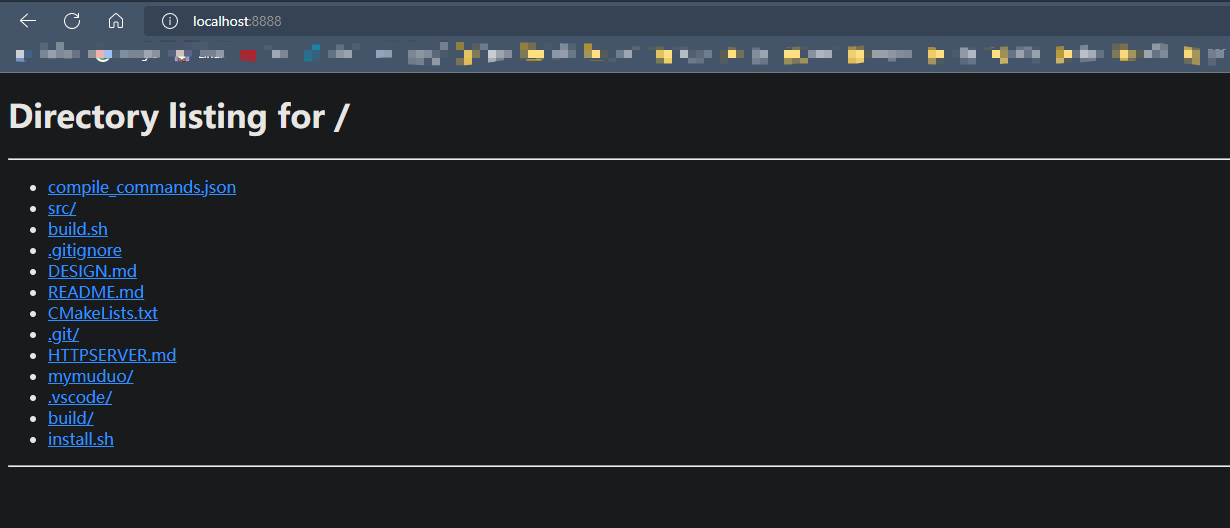 localhost:8888
Directory listing for /
compile_commands.json
src/
build.sh
.gitignore
DESIGN.md
README.md
CMakeLists.txt
.git/
HTTPSERVER.md
mymuduo/
.vscode/
build/
install.sh